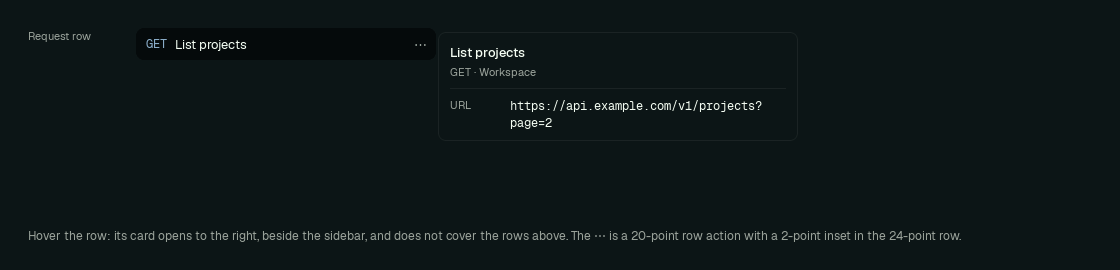 Request row
GET List projects ···
List projects
GET · Workspace
URL https://api.example.com/v1/projects?
page=2
Hover the row: its card opens to the right, beside the sidebar, and does not cover the rows above. The ··· is a 20-point row action with a 2-point inset in the 24-point row.